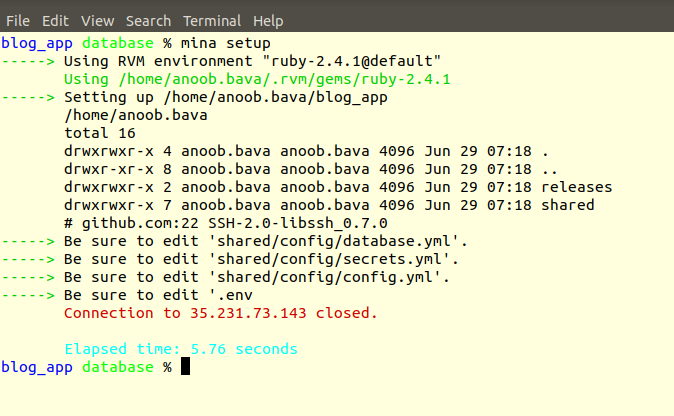 File Edit View Search Terminal Help
blog_app database % mina setup
-----> Using RVM environment "ruby-2.4.1@default"
Using /home/anoob.bava/.rvm/gems/ruby-2.4.1
-----> Setting up /home/anoob.bava/blog_app
/home/anoob.bava
total 16
drwxrwxr-x 4 anoob.bava anoob.bava 4096 Jun 29 07:18 .
drwxr-xr-x 8 anoob.bava anoob.bava 4096 Jun 29 07:18 ..
drwxrwxr-x 2 anoob.bava anoob.bava 4096 Jun 29 07:18 releases
drwxrwxr-x 7 anoob.bava anoob.bava 4096 Jun 29 07:18 shared
# github.com:22 SSH-2.0-libssh_0.7.0
-----> Be sure to edit 'shared/config/database.yml'.
-----> Be sure to edit 'shared/config/secrets.yml'.
-----> Be sure to edit 'shared/config/config.yml'.
-----> Be sure to edit '.env
Connection to 35.231.73.143 closed.
Elapsed time: 5.76 seconds
blog_app database %